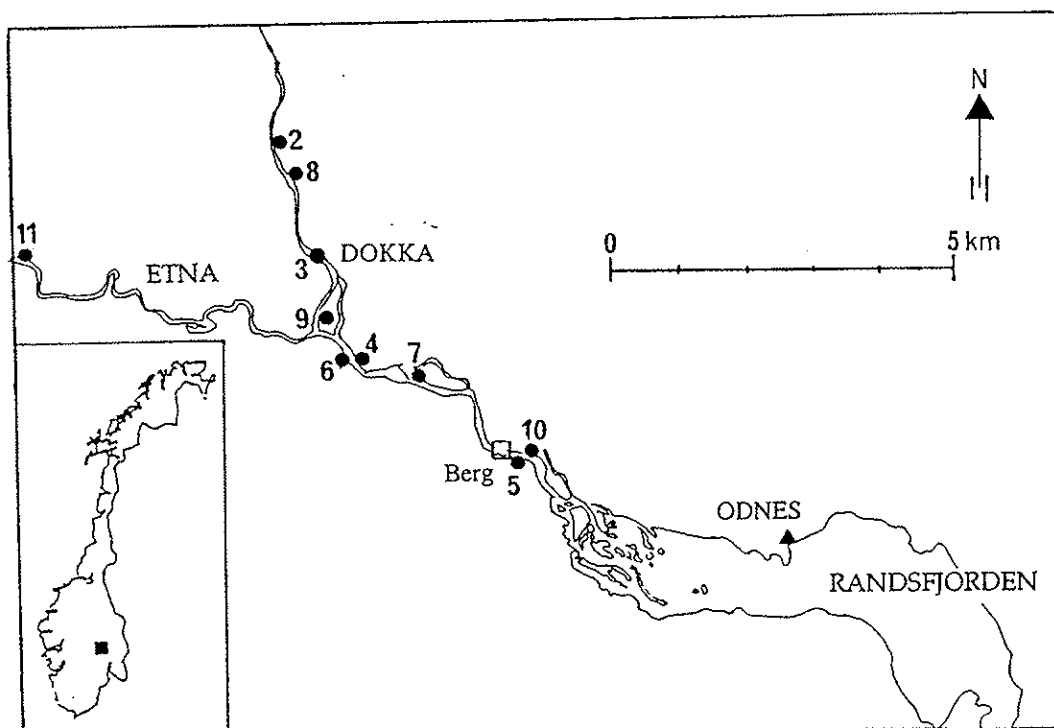 N
2
8
0 5 km
11
3 DOKKA
ETNA
9
6 4 7
10
Berg 5
ODNES
RANDSFJORDEN